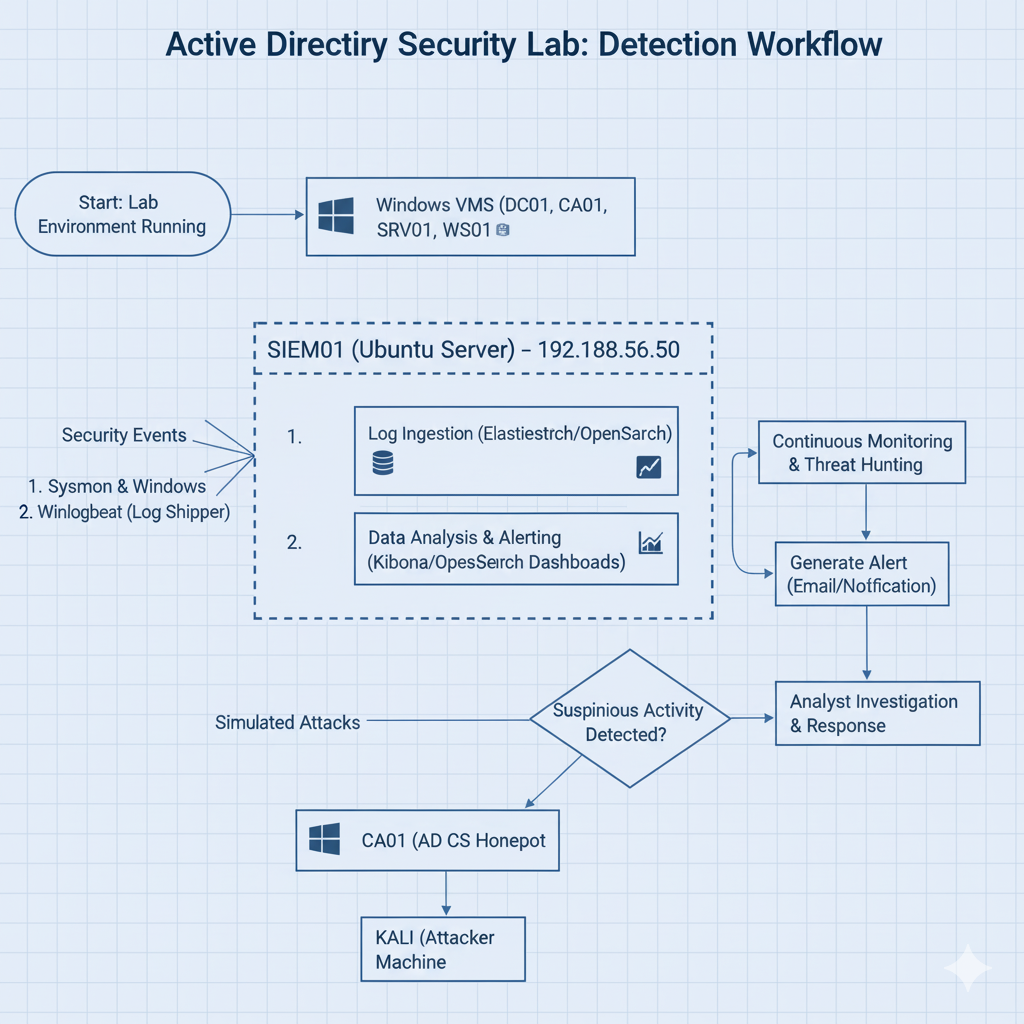 Active Directiry Security Lab: Detection Workflow
Start: Lab
Environment Running
Windows VMS (DC01, CA01,
SRV01, WS01
SIEM01 (Ubuntu Server) – 192.188.56.50
Security Events
1. Sysmon & Windows
2. Winlogbeat (Log Shipper)
1.
Log Ingestion (Elastiestrch/OpenSarch)
2.
Data Analysis & Alerting
(Kibona/OpesSeırch Dashboads)
Continuous Monitoring
& Threat Hunting
Generate Alert
(Email/Notfication)
Analyst Investigation
& Response
Simulated Attacks
Suspinious Activity
Detected?
CA01 (AD CS Honepot
KALI (Attacker
Machine